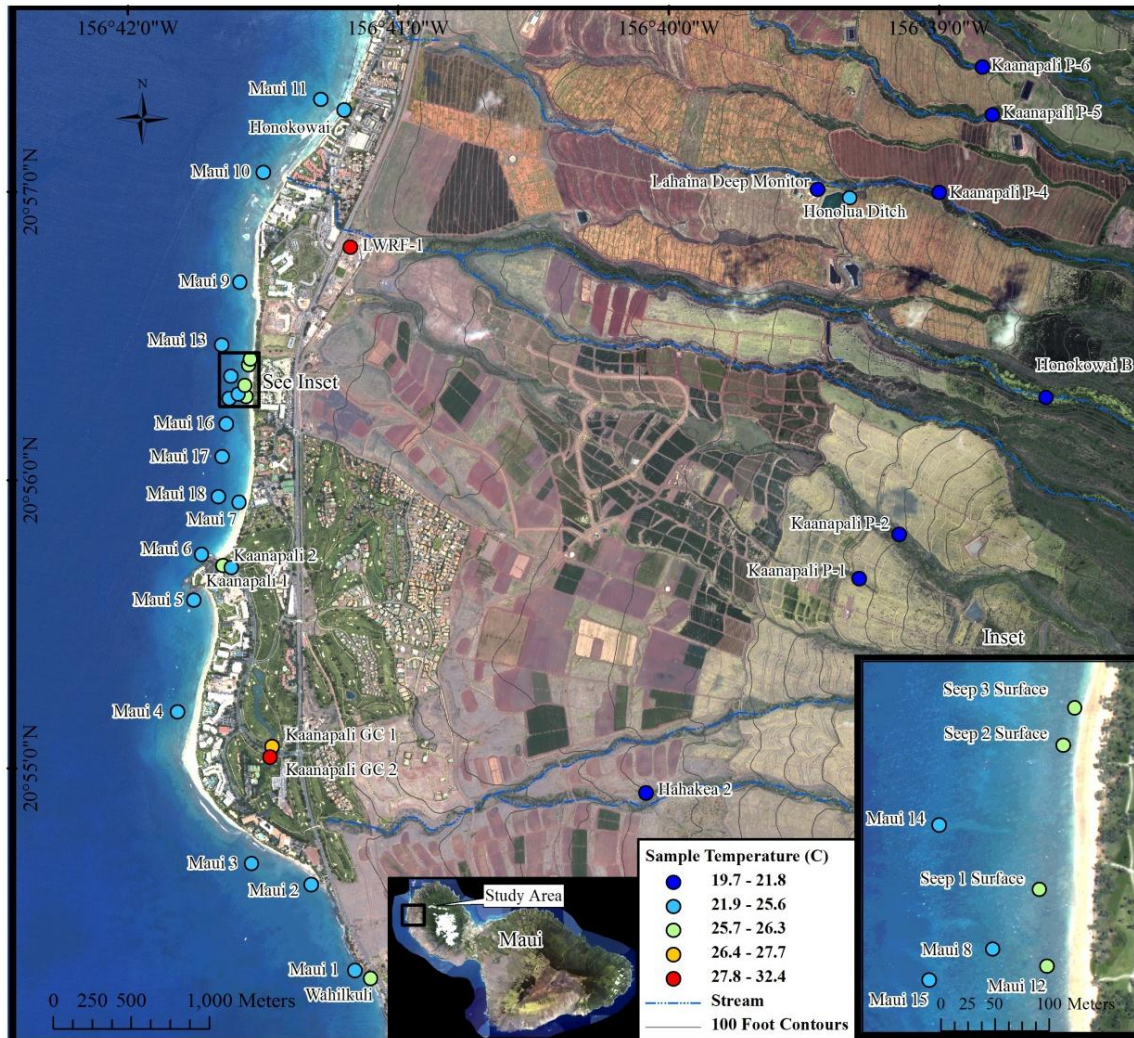 156°42'0"W
156°41'0"W
156°40'0"W
156°39'0"W
N
Kaanapali P-6
Maui 11
Honokowai
Kaanapali P-5
20°57'0"N
Maui 10
Lahaina Deep Monitor
Kaanapali P-4
Honolua Ditch
LWRF-1
Maui 9
Maui 13
See Inset
Honokowai B
Maui 16
Maui 17
20°56'0"N
Maui 18
Maui 7
Kaanapali P-2
Maui 6
Kaanapali 2
Kaanapali 1
Kaanapali P-1
Maui 5
Inset
Maui 4
Kaanapali GC 1
Kaanapali GC 2
20°55'0"N
Hahakea 2
Maui 3
Maui 2
Maui 1
Wahilkuli
0 250 500 1,000 Meters
Study Area
Maui
Sample Temperature (C)
19.7 - 21.8
21.9 - 25.6
25.7 - 26.3
26.4 - 27.7
27.8 - 32.4
Stream
100 Foot Contours
Seep 3 Surface
Seep 2 Surface
Maui 14
Seep 1 Surface
Maui 8
Maui 12
Maui 15
0 25 50 100 Meters